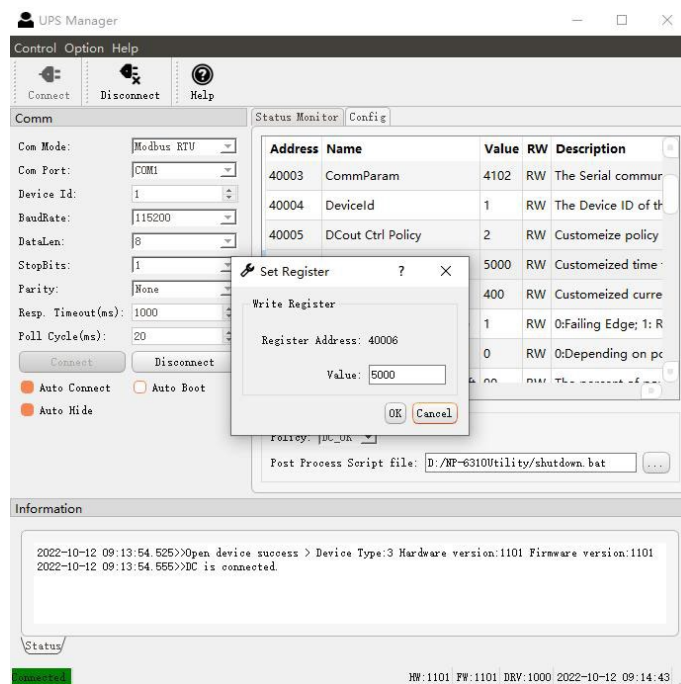 UPS Manager
Control Option Help
Connect Disconnect Help
Comm
Com Mode: Modbus RTU
Com Port: COM1
Device Id: 1
BaudRate: 115200
DataLen: 8
StopBits: 1
Parity: None
Resp. Timeout(ms): 1000
Poll Cycle(ms): 20
Connect Disconnect
Auto Connect Auto Boot
Auto Hide
Status Monitor Config
Address Name Value RW Description
40003 CommParam 4102 RW The Serial commur
40004 DeviceId 1 RW The Device ID of th
40005 DCout Ctrl Policy 2 RW Customeize policy
5000 RW Customeized time
400 RW Customeized curre
1 RW 0:Failing Edge; 1: R
0 RW 0:Depending on po
Set Register ? X
Write Register
Register Address: 40006
Value: 5000
OK Cancel
Policy: DC_OK
Post Process Script file: D:/NP-6310Utility/shutdown.bat ...
Information
2022-10-12 09:13:54.525>>Open device success > Device Type:3 Hardware version:1101 Firmware version:1101
2022-10-12 09:13:54.555>>DC is connected.
Status
Connected HW:1101 FW:1101 DRV:1000 2022-10-12 09:14:43